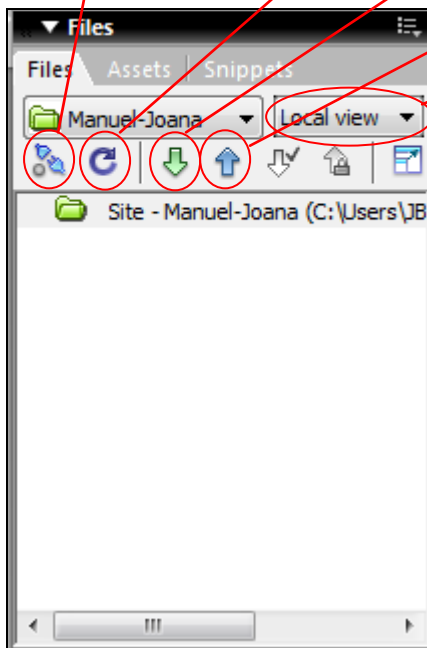 Files
Files Assets Snippets
Manuel-Joana Local view
Site - Manuel-Joana (C:\Users\JB